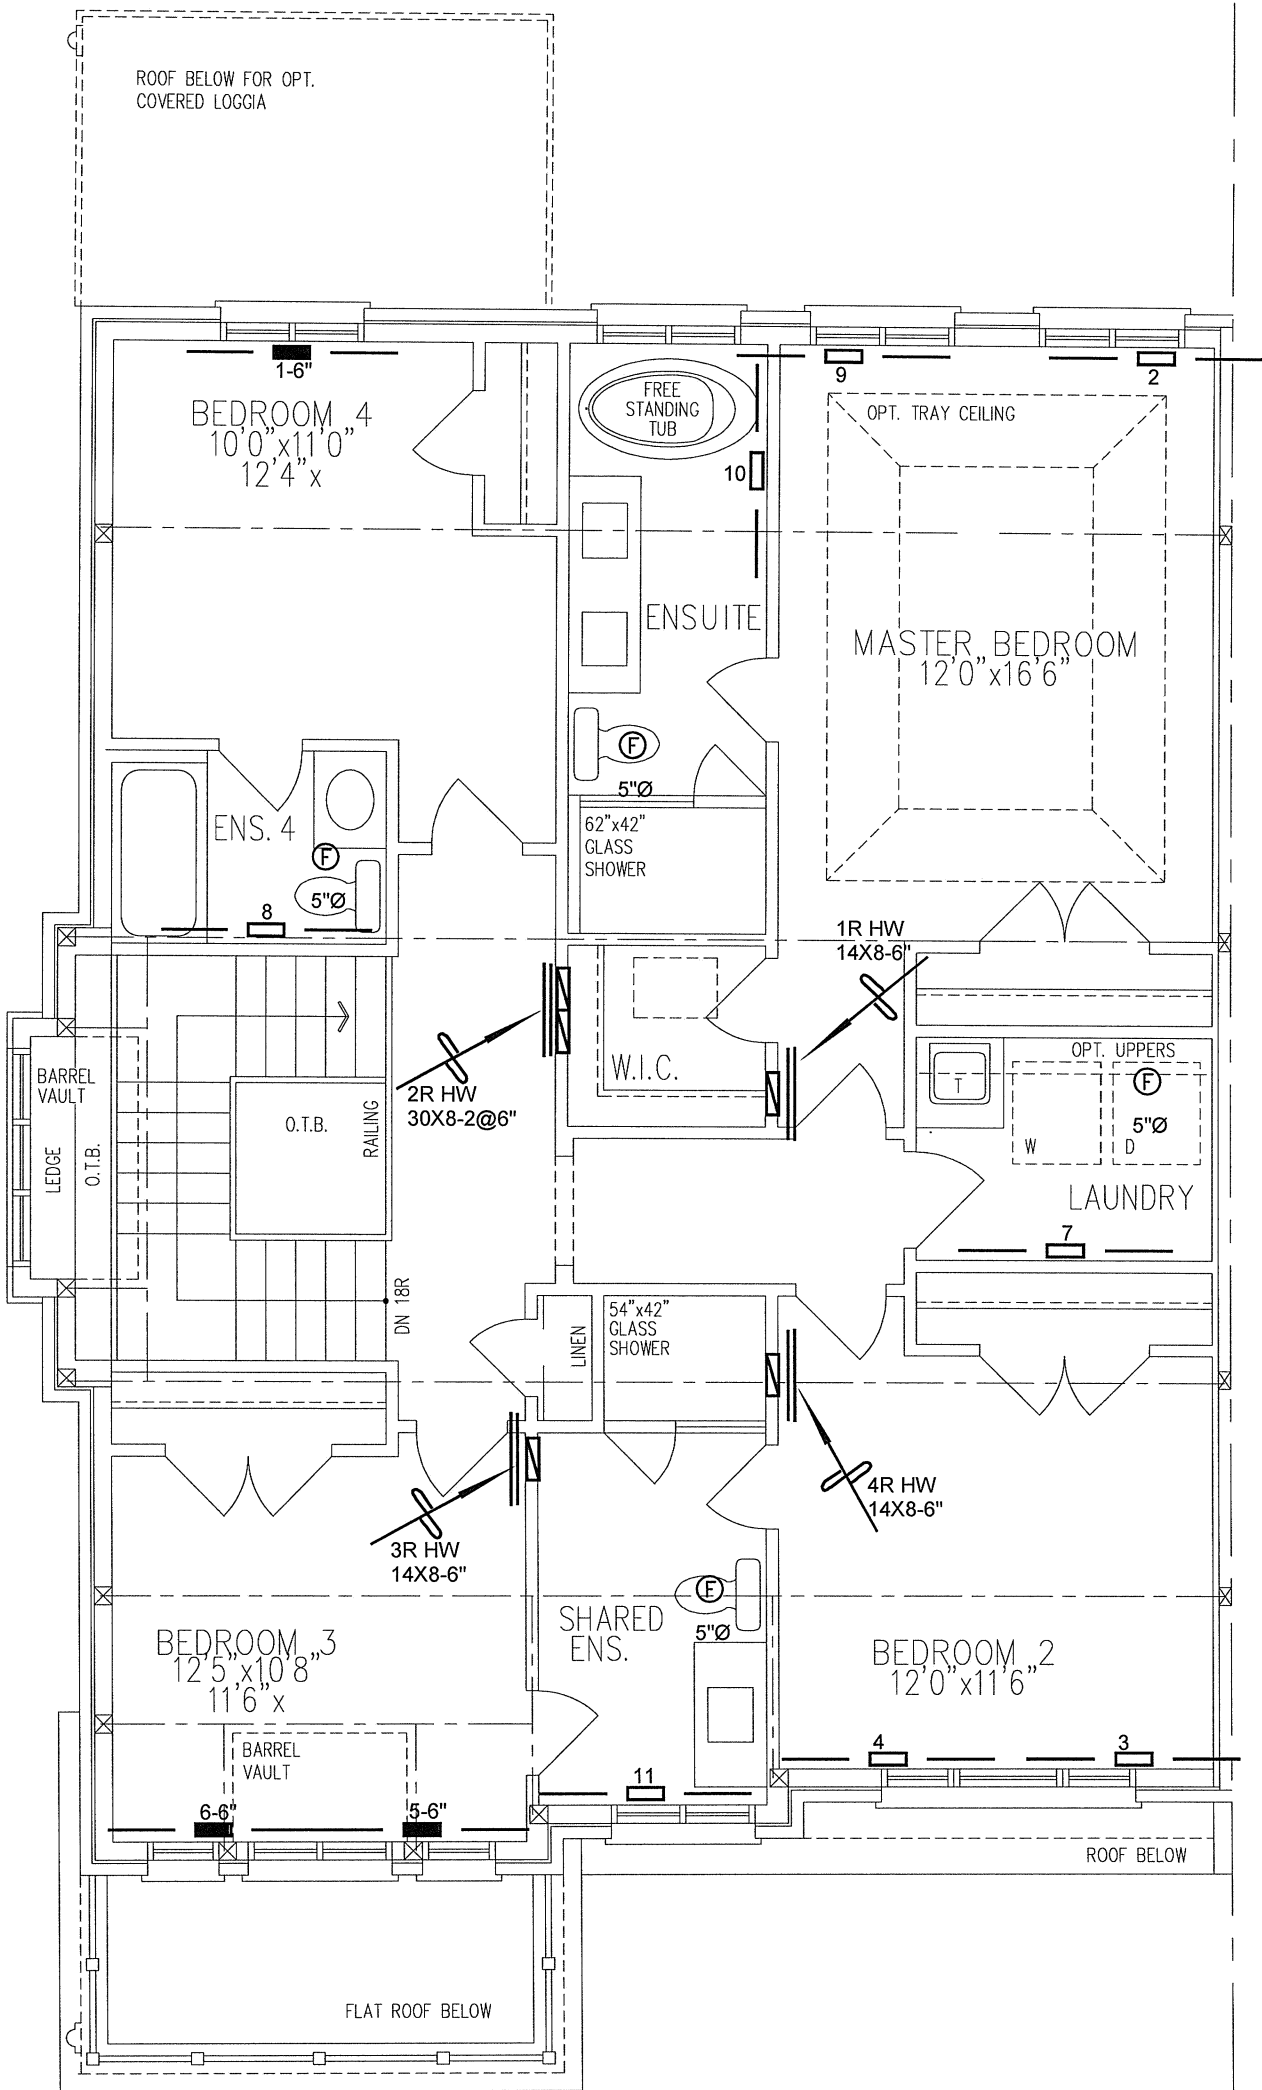 ROOF BELOW FOR OPT.
COVERED LOGGIA
1-6"
9
2
BEDROOM 4
10'0"x11'0"
12'4"x
FREE
STANDING
TUB
OPT. TRAY CEILING
10
ENSUITE
MASTER BEDROOM
12'0"x16'6"
F
5"Ø
62"x42"
GLASS
SHOWER
ENS. 4
F
5"Ø
8
1R HW
14X8-6"
2R HW
30X8-2@6"
W.I.C.
OPT. UPPERS
F
5"Ø
T
W
D
LAUNDRY
7
BARREL
VAULT
LEDGE
O.T.B.
O.T.B.
RAILING
DN 18R
LINEN
54"x42"
GLASS
SHOWER
3R HW
14X8-6"
4R HW
14X8-6"
F
5"Ø
SHARED
ENS.
BEDROOM 3
12'5"x10'8"
11'6"x
BEDROOM 2
12'0"x11'6"
BARREL
VAULT
4
3
11
6-6"
5-6"
ROOF BELOW
FLAT ROOF BELOW